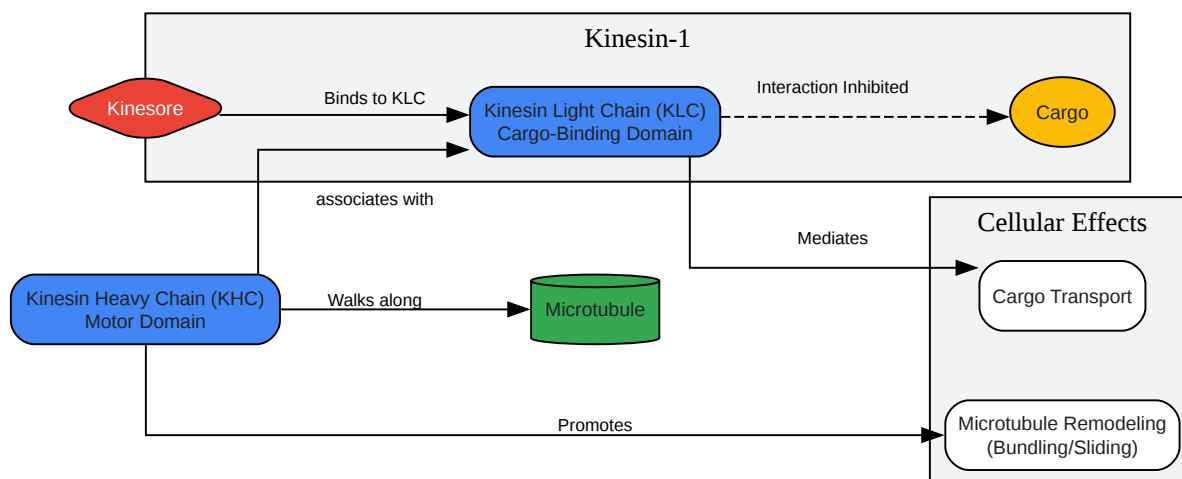 Kinesin-1
Kinesore
Binds to KLC
Kinesin Light Chain (KLC)
Cargo-Binding Domain
Interaction Inhibited
Cargo
associates with
Mediates
Cellular Effects
Cargo Transport
Kinesin Heavy Chain (KHC)
Motor Domain
Walks along
Microtubule
Promotes
Microtubule Remodeling
(Bundling/Sliding)